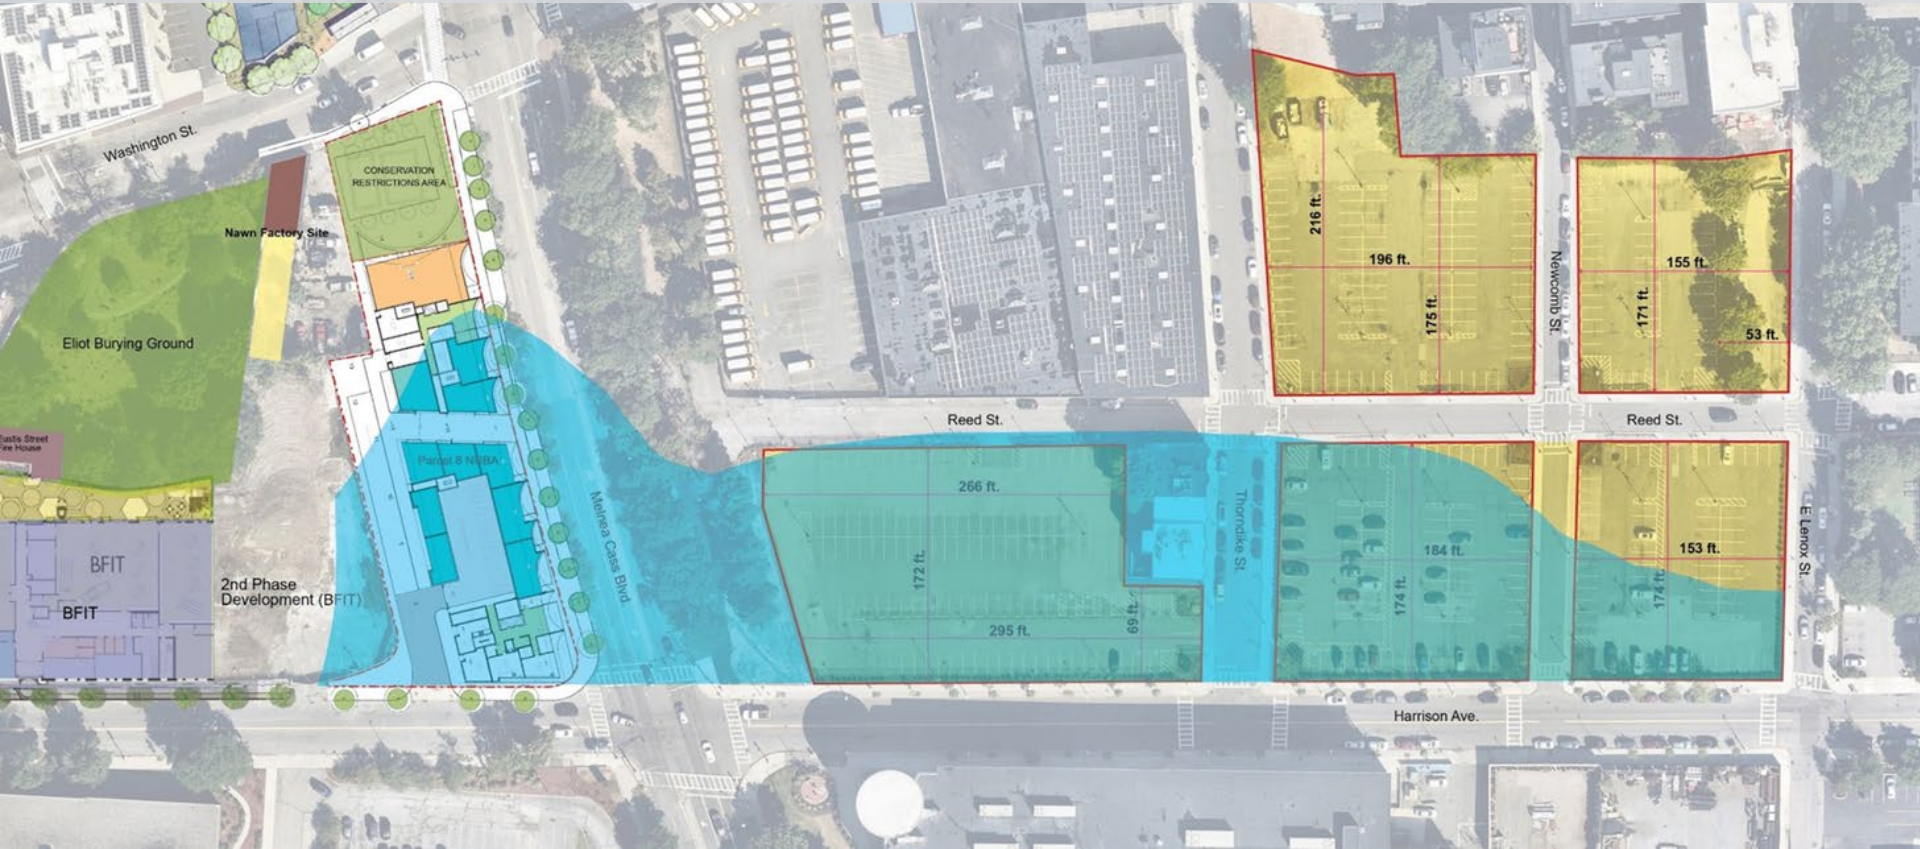 Washington St.
CONSERVATION
RESTRICTIONS AREA
Nawn Factory Site
216 ft.
196 ft.
175 ft.
Newcomb St.
155 ft.
171 ft.
53 ft.
Eliot Burying Ground
Reed St.
Reed St.
Eustis Street
Fire House
Parcel 8 NUBA
266 ft.
172 ft.
295 ft.
69 ft.
Melnea Cass Blvd
Thorndike St.
184 ft.
174 ft.
153 ft.
174 ft.
E Lenox St.
BFIT
BFIT
2nd Phase
Development (BFIT)
Harrison Ave.